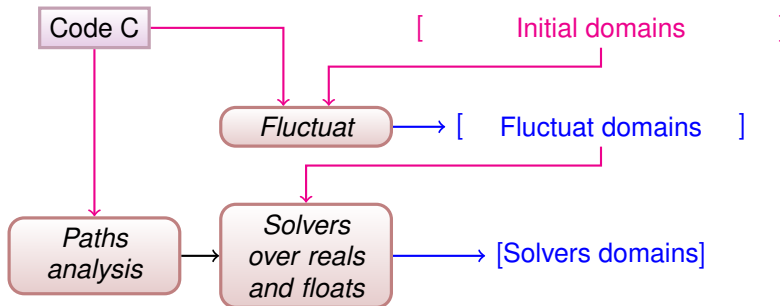 Code C
[ Initial domains ]
Fluctuat
[ Fluctuat domains ]
Paths
analysis
Solvers
over reals
and floats
[Solvers domains]